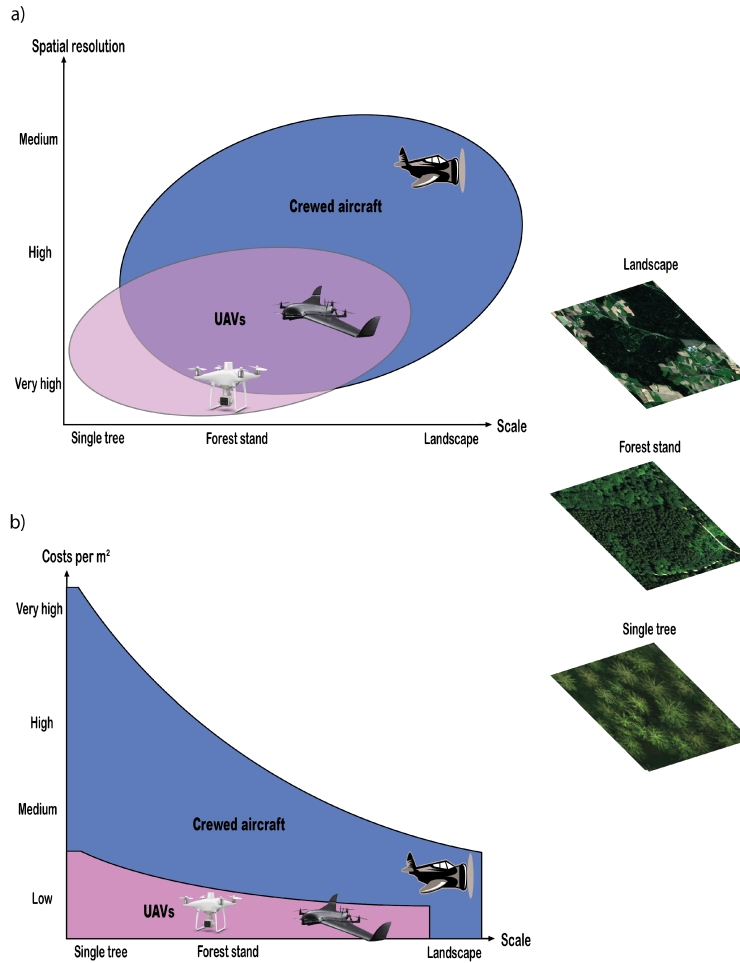 a)
Spatial resolution
Medium
Crewed aircraft
High
Landscape
UAVs
Very high
Single tree
Forest stand
Landscape
Scale
Forest stand
b)
Costs per m²
Very high
Single tree
High
Medium
Crewed aircraft
Low
UAVs
Single tree
Forest stand
Landscape
Scale